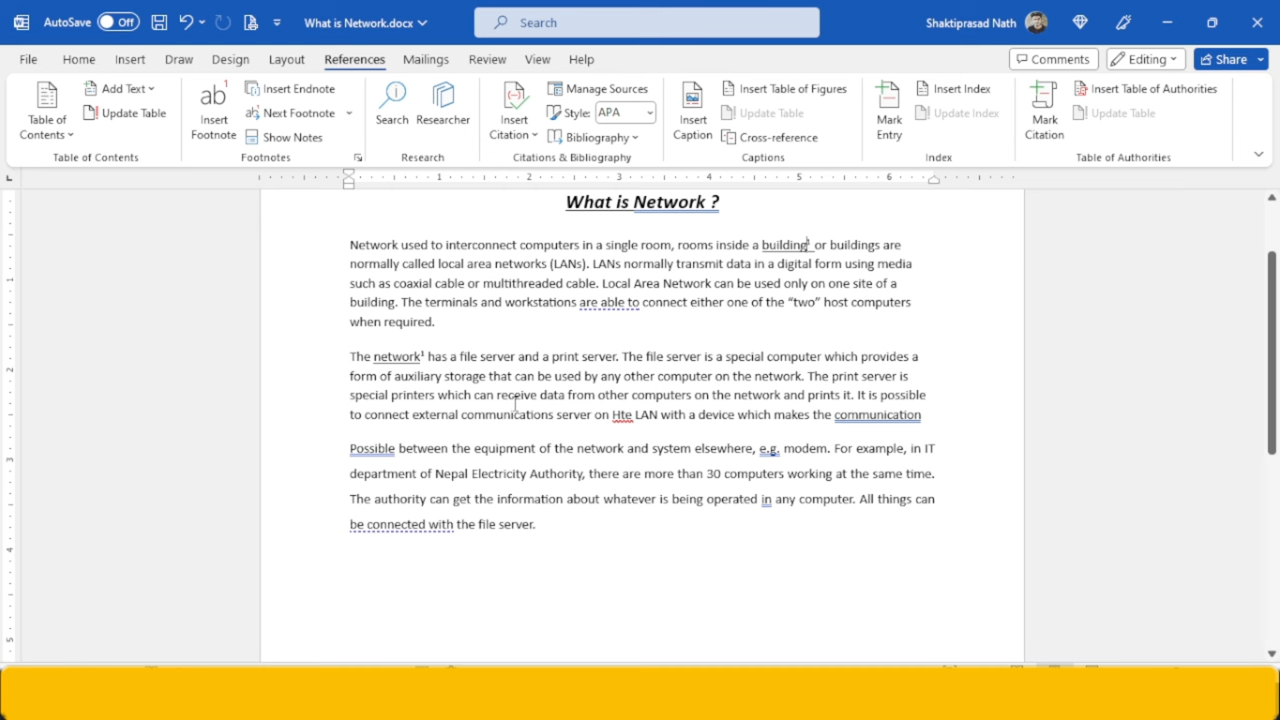 AutoSave Off What is Network.docx Search Shaktiprasad Nath
File Home Insert Draw Design Layout References Mailings Review View Help Comments Editing Share
Table of Contents
Add Text
Update Table
Table of Contents
ab¹
Insert Footnote
Insert Endnote
Next Footnote
Show Notes
Footnotes
Search
Researcher
Research
Insert Citation
Manage Sources
Style: APA
Bibliography
Citations & Bibliography
Insert Caption
Insert Table of Figures
Update Table
Cross-reference
Captions
Mark Entry
Insert Index
Update Index
Index
Mark Citation
Insert Table of Authorities
Update Table
Table of Authorities
1 2 3 4 5 6
What is Network ?
Network used to interconnect computers in a single room, rooms inside a building¹ or buildings are
normally called local area networks (LANs). LANs normally transmit data in a digital form using media
such as coaxial cable or multithreaded cable. Local Area Network can be used only on one site of a
building. The terminals and workstations are able to connect either one of the “two” host computers
when required.
The network¹ has a file server and a print server. The file server is a special computer which provides a
form of auxiliary storage that can be used by any other computer on the network. The print server is
special printers which can receive data from other computers on the network and prints it. It is possible
to connect external communications server on Hte LAN with a device which makes the communication
Possible between the equipment of the network and system elsewhere, e.g. modem. For example, in IT
department of Nepal Electricity Authority, there are more than 30 computers working at the same time.
The authority can get the information about whatever is being operated in any computer. All things can
be connected with the file server.
1
2
3
4
5